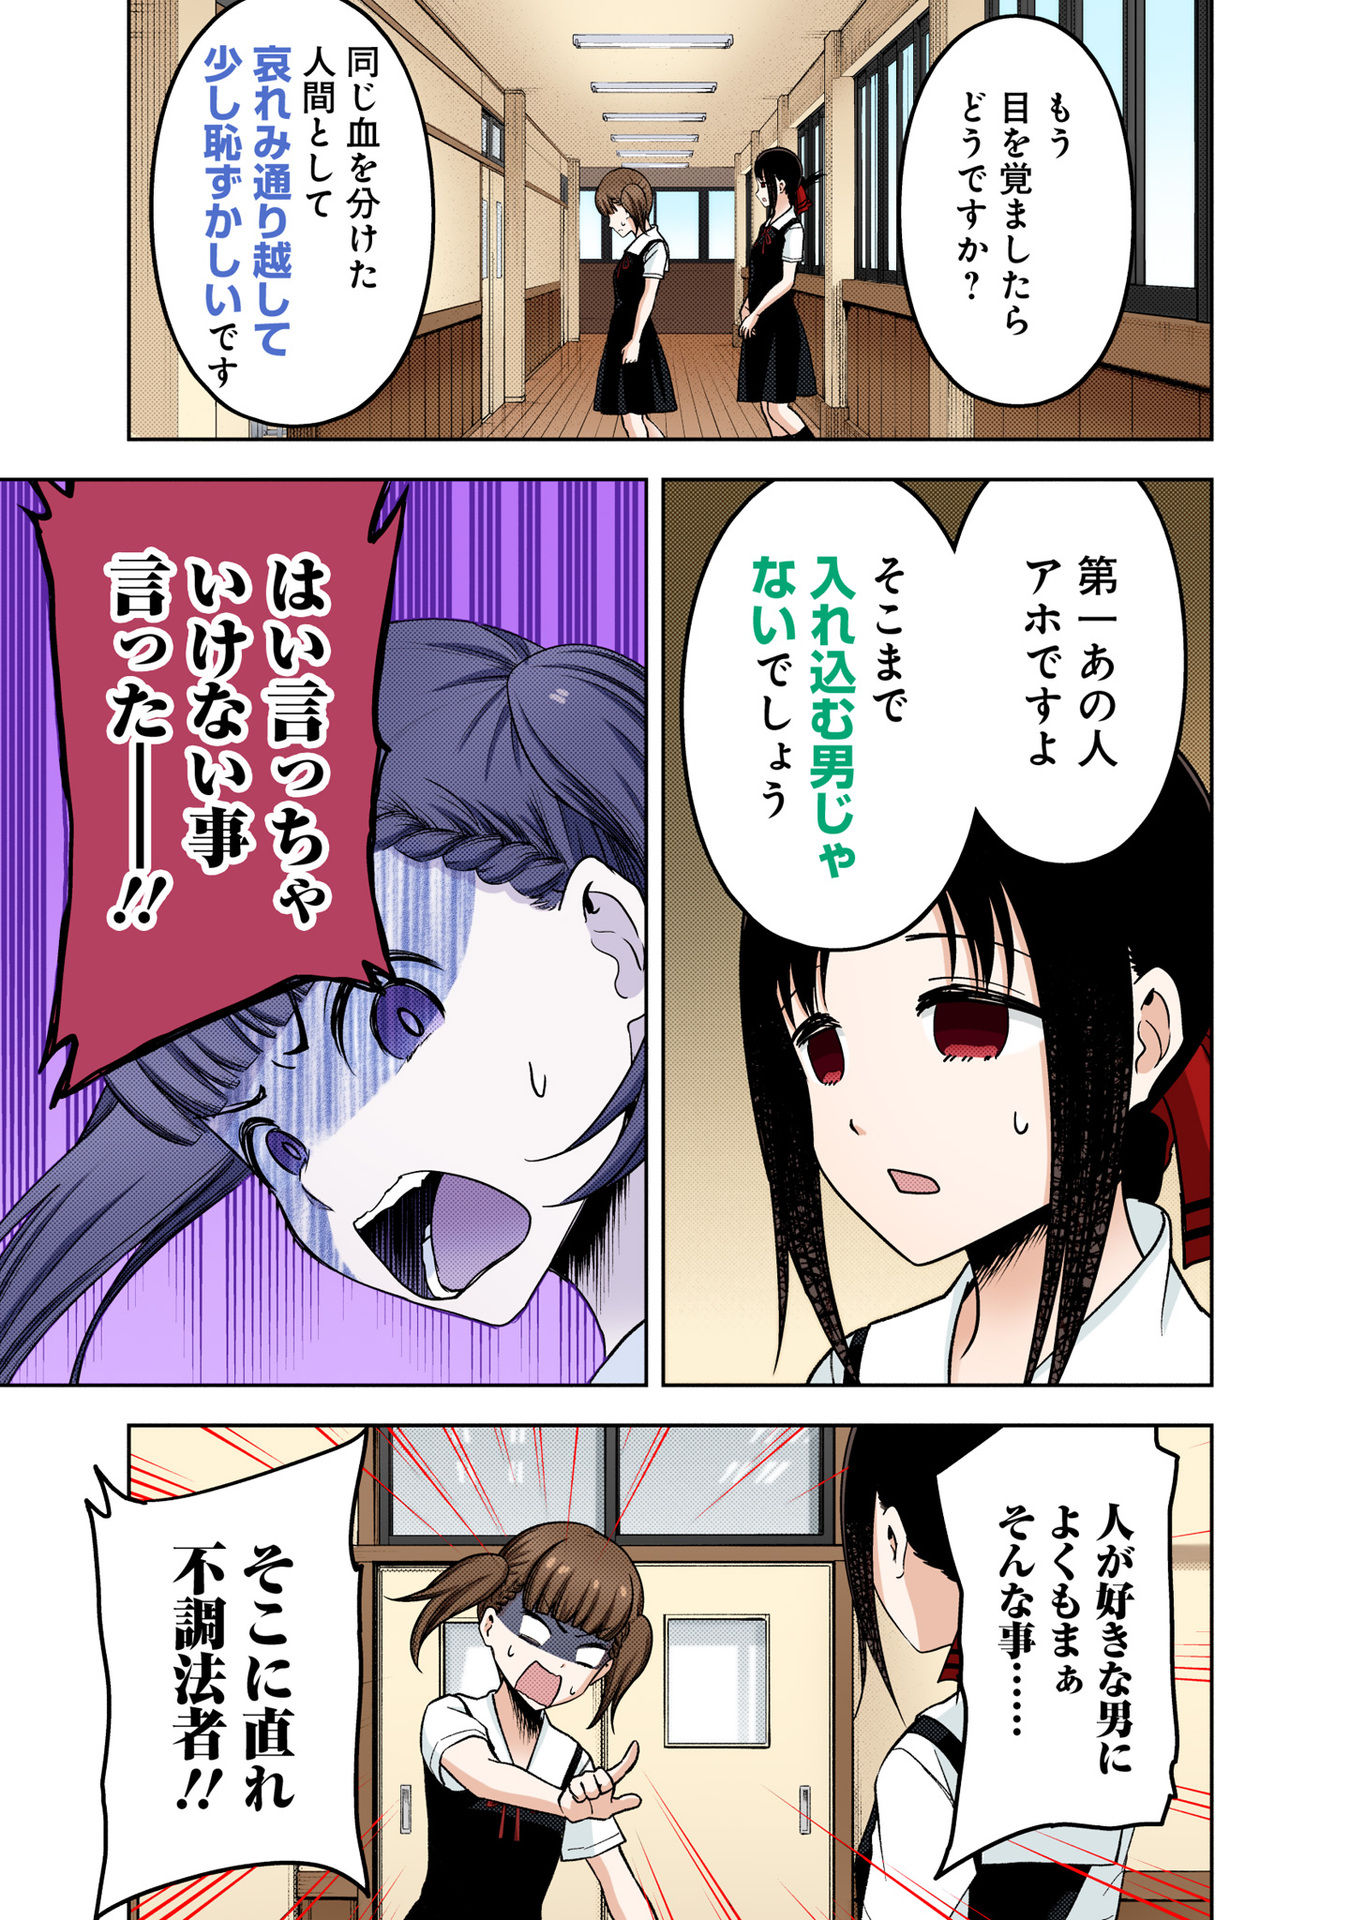 もう
目を覚ましたら
どうですか?
同じ血を分けた
人間として
哀れみ通り越して
少し恥ずかしいです
第一あの人
アホですよ
そこまで
入れ込む男じゃ
ないでしょう
はい言っちゃ
いけない事
言った――!!
人が好きな男に
よくもまぁ
そんな事……
そこに直れ
不調法者!!